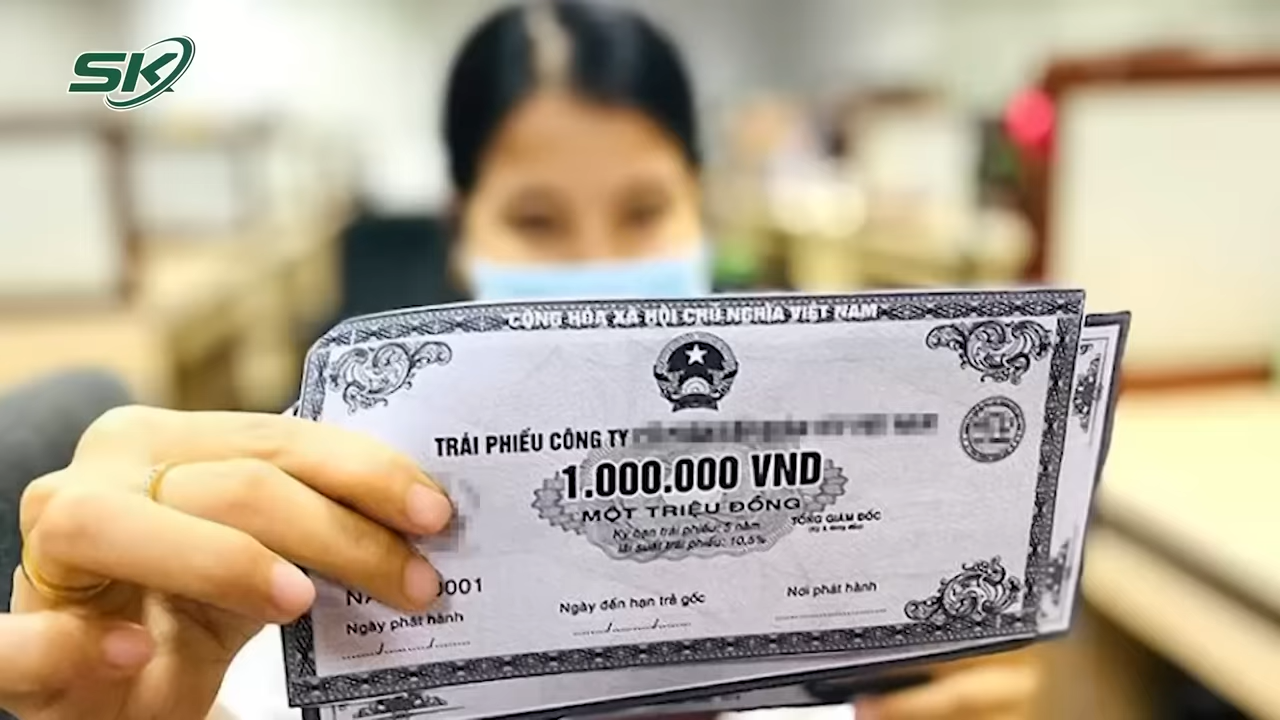 SK
CỘNG HÒA XÃ HỘI CHỦ NGHĨA VIỆT NAM
TRÁI PHIẾU CÔNG TY
1.000.000 VND
MỘT TRIỆU ĐỒNG
Kỳ hạn trái phiếu: 5 năm
lãi suất trái phiếu: 10,5%
TỔNG GIÁM ĐỐC
001
Ngày phát hành
Ngày đến hạn trả gốc
Nơi phát hành